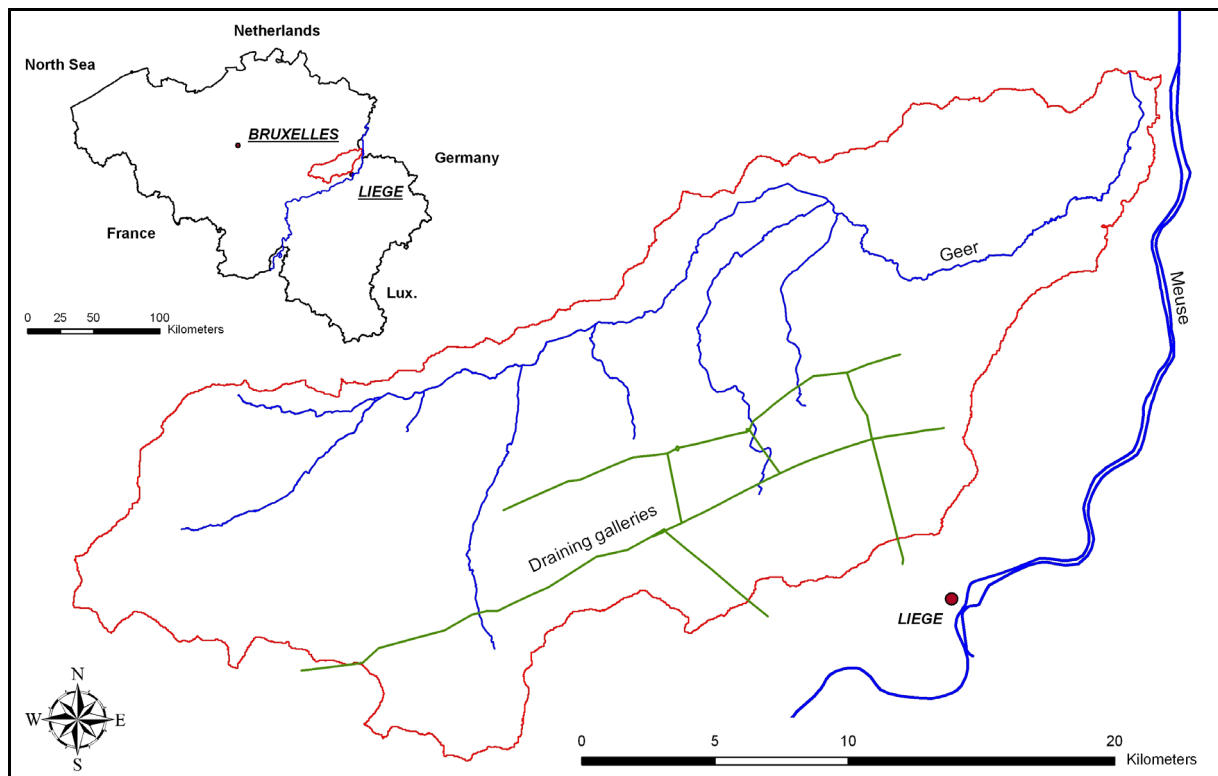 Netherlands
North Sea
BRUXELLES
Germany
LIEGE
France
Lux.
0 25 50 100
Kilometers
Geer
Meuse
Draining galleries
LIEGE
N
W E
S
0 5 10 20
Kilometers